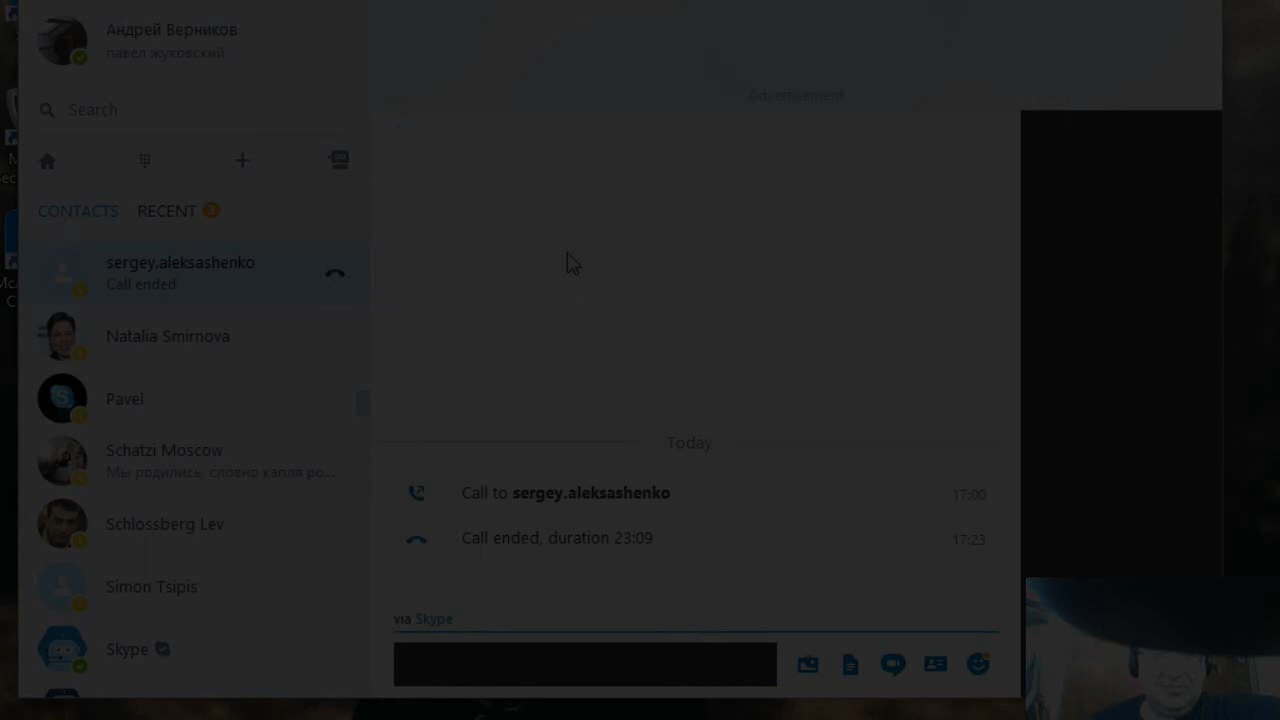 Андрей Верников
павел жуковский
Advertisement
Search
CONTACTS RECENT 3
sergey.aleksashenko
Call ended
Natalia Smirnova
Pavel
Schatzi Moscow
Мы родились, словно капля ро...
Schlossberg Lev
Simon Tsipis
Skype
Today
Call to sergey.aleksashenko 17:00
Call ended, duration 23:09 17:23
via Skype